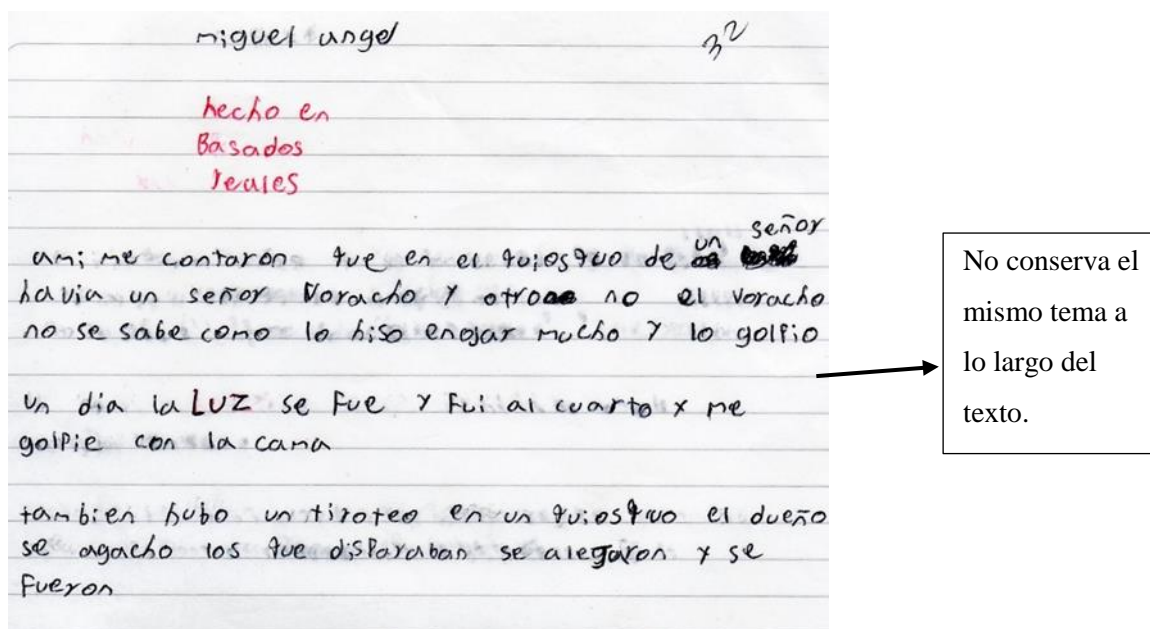 miguel angel
32
hecho en
Basados
reales
un señor
ami me contaron que en el quiosquo de
havia un señor Voracho y otro no el voracho
no se sabe como lo hiso enojar mucho y lo golpio
un dia la LUZ se fue y fui al cuarto y me
golpie con la cama
tambien hubo un tiroteo en un quiosquo el dueño
se agacho los que disparaban se alegaron y se
fueron
No conserva el
mismo tema a
lo largo del
texto.